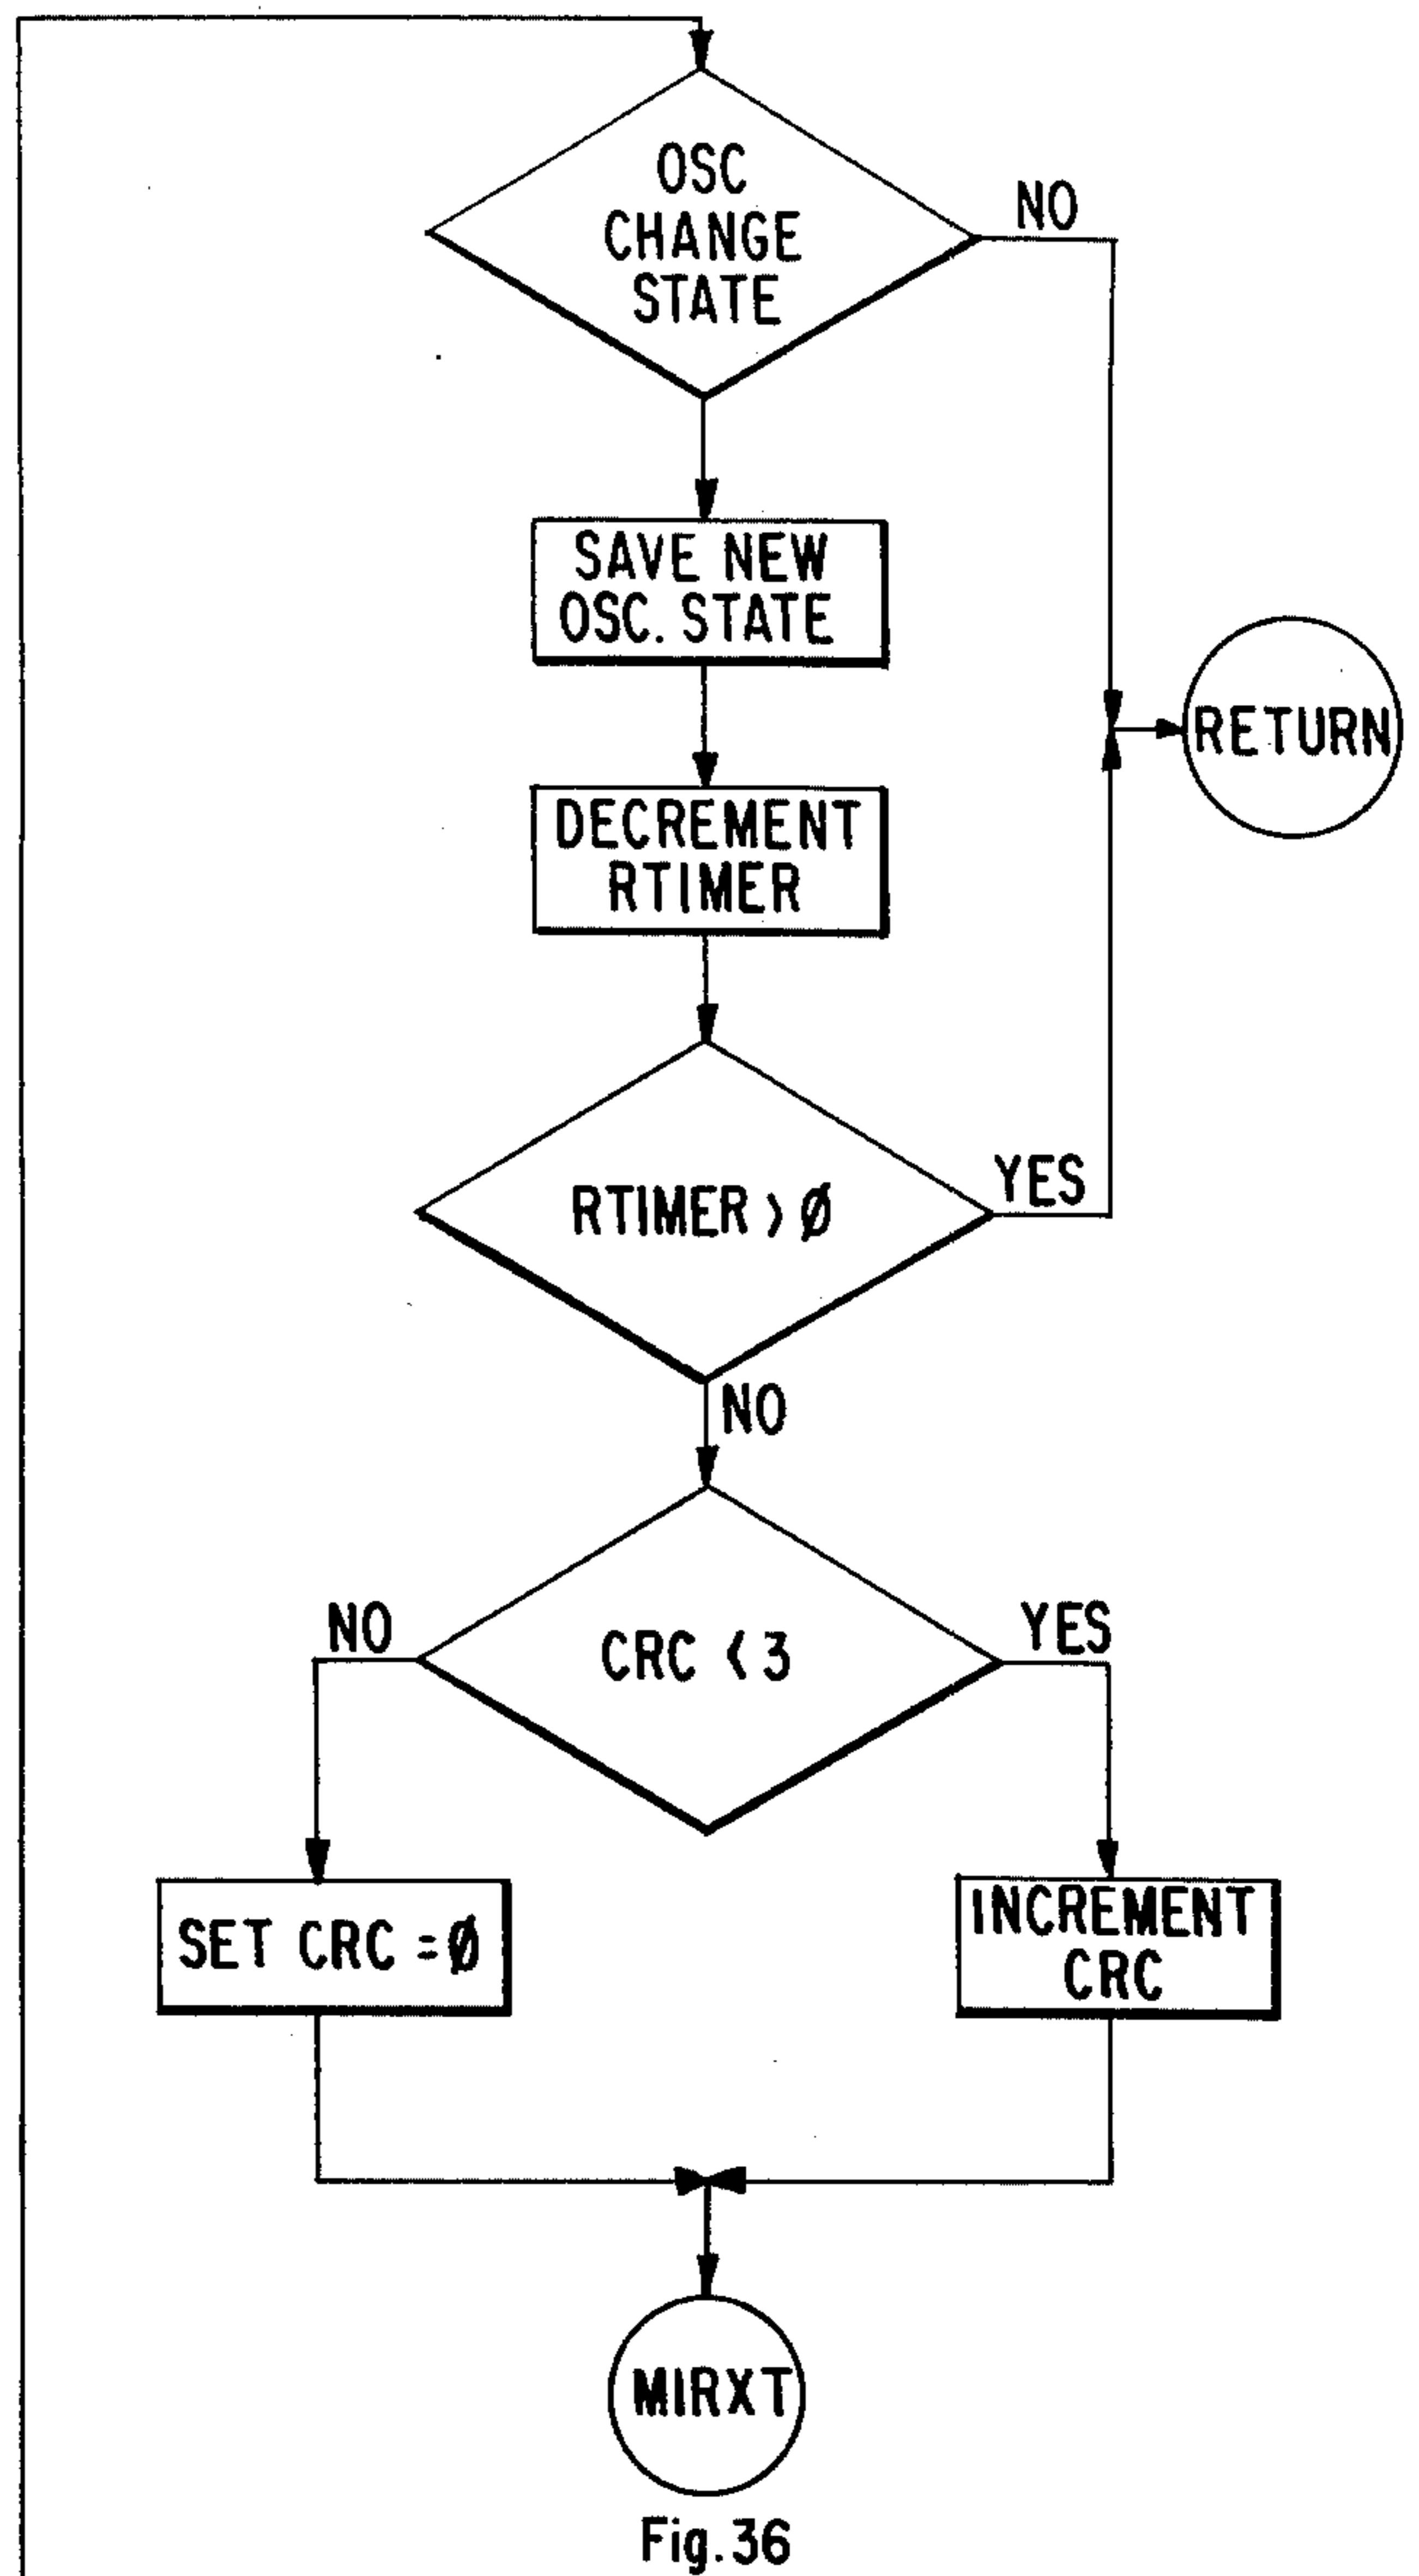 OSC
CHANGE
STATE
NO
SAVE NEW
OSC. STATE
RETURN
DECREMENT
RTIMER
RTIMER > Ø
YES
NO
CRC < 3
NO
YES
SET CRC = Ø
INCREMENT
CRC
MIRXT
Fig. 36